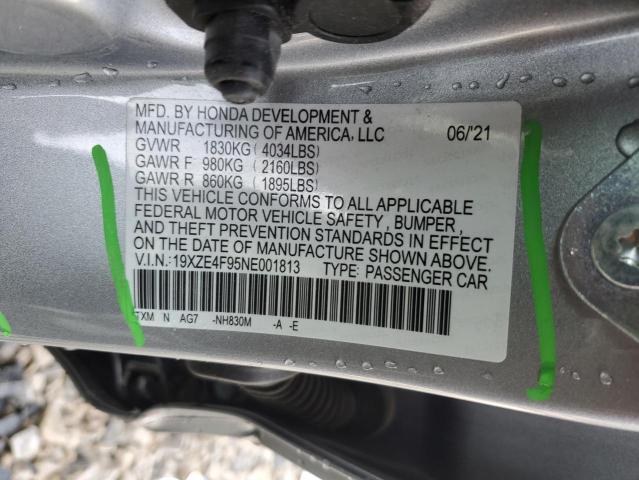 MFD. BY HONDA DEVELOPMENT &
MANUFACTURING OF AMERICA, LLC 06/'21
GVWR 1830KG (4034LBS)
GAWR F 980KG (2160LBS)
GAWR R 860KG (1895LBS)
THIS VEHICLE CONFORMS TO ALL APPLICABLE
FEDERAL MOTOR VEHICLE SAFETY, BUMPER,
AND THEFT PREVENTION STANDARDS IN EFFECT
ON THE DATE OF MANUFACTURE SHOWN ABOVE.
V.I.N.:19XZE4F95NE001813 TYPE: PASSENGER CAR
TXM N AG7 -NH830M -A -E